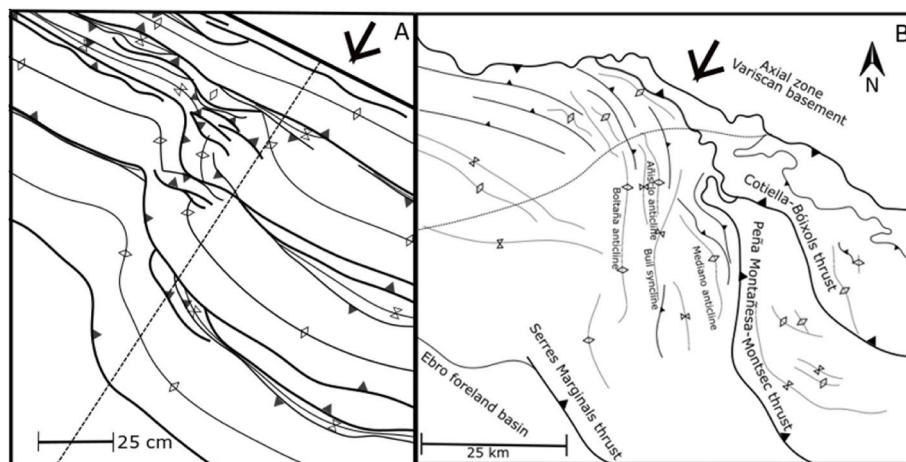 A
25 cm
B
N
Axial zone
Variscan basement
Cotiella-Bóixols thrust
Peña Montañesa-Montsec thrust
Añisclo anticline
Boltaña anticline
Buil syncline
Mediano anticline
Serres Marginals thrust
Ebro foreland basin
25 km